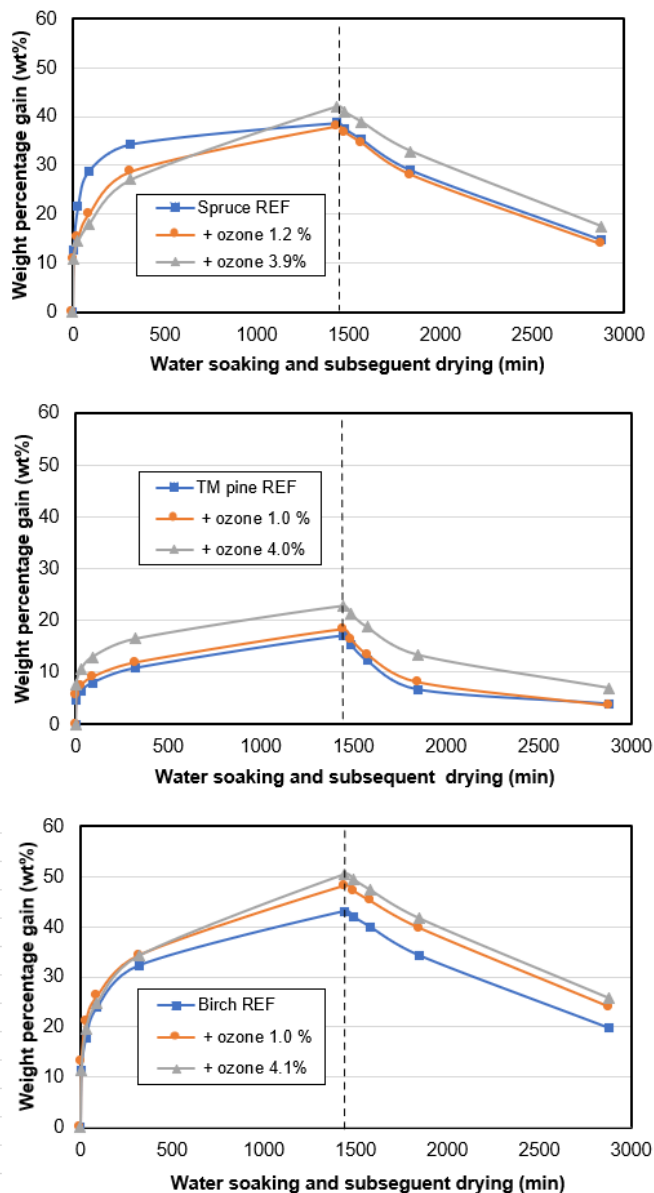 Weight percentage gain (wt%)
60
50
40
30
20
10
0
Spruce REF
+ ozone 1.2 %
+ ozone 3.9%
0 500 1000 1500 2000 2500 3000
Water soaking and subseguent drying (min)
Weight percentage gain (wt%)
60
50
40
30
20
10
0
TM pine REF
+ ozone 1.0 %
+ ozone 4.0%
0 500 1000 1500 2000 2500 3000
Water soaking and subsequent drying (min)
Weight percentage gain (wt%)
60
50
40
30
20
10
0
Birch REF
+ ozone 1.0 %
+ ozone 4.1%
0 500 1000 1500 2000 2500 3000
Water soaking and subseguent drying (min)